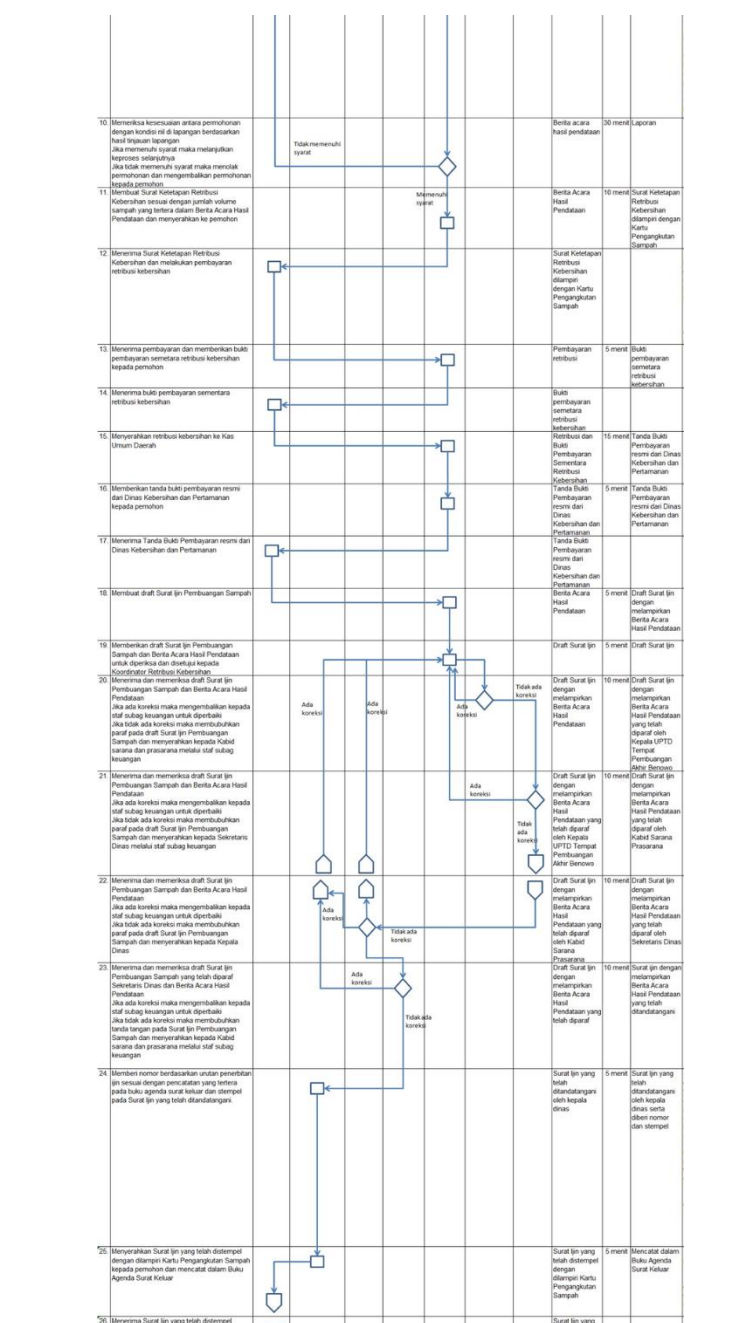 10. Memeriksa kesesuaian antara permohonan
dengan kondisi riil di lapangan berdasarkan
hasil tinjauan lapangan
Jika memenuhi syarat maka melanjutkan
keproses selanjutnya
Jika tidak memenuhi syarat maka menolak
permohonan dan mengembalikan permohonan
kepada pemohon
Tidak memenuhi
syarat
Berita acara
hasil pendataan
30 menit
Laporan
11. Membuat Surat Ketetapan Retribusi
Kebersihan sesuai dengan jumlah volume
sampah yang tertera dalam Berita Acara Hasil
Pendataan dan menyerahkan ke pemohon
Memenuhi
syarat
Berita Acara
Hasil
Pendataan
10 menit
Surat Ketetapan
Retribusi
Kebersihan
dilampiri dengan
Kartu
Pengangkutan
Sampah
12. Menerima Surat Ketetapan Retribusi
Kebersihan dan melakukan pembayaran
retribusi kebersihan
Surat Ketetapan
Retribusi
Kebersihan
dilampiri
dengan Kartu
Pengangkutan
Sampah
13. Menerima pembayaran dan memberikan bukti
pembayaran semetara retribusi kebersihan
kepada pemohon
Pembayaran
retribusi
5 menit
Bukti
pembayaran
semetara
retribusi
kebersihan
14. Menerima bukti pembayaran sementara
retribusi kebersihan
Bukti
pembayaran
semetara
retribusi
kebersihan
15. Menyerahkan retribusi kebersihan ke Kas
Umum Daerah
Retribusi dan
Bukti
Pembayaran
Sementara
Retribusi
Kebersihan
15 menit
Tanda Bukti
Pembayaran
resmi dari Dinas
Kebersihan dan
Pertamanan
16. Memberikan tanda bukti pembayaran resmi
dari Dinas Kebersihan dan Pertamanan
kepada pemohon
Tanda Bukti
Pembayaran
resmi dari
Dinas
Kebersihan dan
Pertamanan
5 menit
Tanda Bukti
Pembayaran
resmi dari Dinas
Kebersihan dan
Pertamanan
17. Menerima Tanda Bukti Pembayaran resmi dari
Dinas Kebersihan dan Pertamanan
Tanda Bukti
Pembayaran
resmi dari
Dinas
Kebersihan dan
Pertamanan
18. Membuat draft Surat Ijin Pembuangan Sampah
Berita Acara
Hasil
Pendataan
5 menit
Draft Surat Ijin
dengan
melampirkan
Berita Acara
Hasil Pendataan
19. Memberikan draft Surat Ijin Pembuangan
Sampah dan Berita Acara Hasil Pendataan
untuk diperiksa dan disetujui kepada
Koordinator Retribusi Kebersihan
Draft Surat Ijin
5 menit
Draft Surat Ijin
20. Menerima dan memeriksa draft Surat Ijin
Pembuangan Sampah dan Berita Acara Hasil
Pendataan
Jika ada koreksi maka mengembalikan kepada
staf subag keuangan untuk diperbaiki
Jika tidak ada koreksi maka membubuhkan
paraf pada draft Surat Ijin Pembuangan
Sampah dan menyerahkan kepada Kabid
sarana dan prasarana melalui staf subag
keuangan
Ada
koreksi
Ada
koreksi
Ada
koreksi
Tidak ada
koreksi
Draft Surat Ijin
dengan
melampirkan
Berita Acara
Hasil
Pendataan
10 menit
Draft Surat Ijin
dengan
melampirkan
Berita Acara
Hasil Pendataan
yang telah
diparaf oleh
Kepala UPTD
Tempat
Pembuangan
Akhir Benowo
21. Menerima dan memeriksa draft Surat Ijin
Pembuangan Sampah dan Berita Acara Hasil
Pendataan
Jika ada koreksi maka mengembalikan kepada
staf subag keuangan untuk diperbaiki
Jika tidak ada koreksi maka membubuhkan
paraf pada draft Surat Ijin Pembuangan
Sampah dan menyerahkan kepada Sekretaris
Dinas melalui staf subag keuangan
Ada
koreksi
Tidak
ada
koreksi
Draft Surat Ijin
dengan
melampirkan
Berita Acara
Hasil
Pendataan yang
telah diparaf
oleh Kepala
UPTD Tempat
Pembuangan
Akhir Benowo
10 menit
Draft Surat Ijin
dengan
melampirkan
Berita Acara
Hasil Pendataan
yang telah
diparaf oleh
Kabid Sarana
Prasarana
22. Menerima dan memeriksa draft Surat Ijin
Pembuangan Sampah dan Berita Acara Hasil
Pendataan
Jika ada koreksi maka mengembalikan kepada
staf subag keuangan untuk diperbaiki
Jika tidak ada koreksi maka membubuhkan
paraf pada draft Surat Ijin Pembuangan
Sampah dan menyerahkan kepada Kepala
Dinas
Ada
koreksi
Tidak ada
koreksi
Draft Surat Ijin
dengan
melampirkan
Berita Acara
Hasil
Pendataan yang
telah diparaf
oleh Kabid
Sarana
Prasarana
10 menit
Draft Surat Ijin
dengan
melampirkan
Berita Acara
Hasil Pendataan
yang telah
diparaf oleh
Sekretaris Dinas
23. Menerima dan memeriksa draft Surat Ijin
Pembuangan Sampah yang telah diparaf
Sekretaris Dinas dan Berita Acara Hasil
Pendataan
Jika ada koreksi maka mengembalikan kepada
staf subag keuangan untuk diperbaiki
Jika tidak ada koreksi maka membubuhkan
tanda tangan pada Surat Ijin Pembuangan
Sampah dan menyerahkan kepada Kabid
sarana dan prasarana melalui staf subag
keuangan
Ada
koreksi
Tidak ada
koreksi
Draft Surat Ijin
dengan
melampirkan
Berita Acara
Hasil
Pendataan yang
telah diparaf
10 menit
Surat ijin dengan
melampirkan
Berita Acara
Hasil Pendataan
yang telah
ditandatangani
24. Memberi nomor berdasarkan urutan penerbitan
ijin sesuai dengan pencatatan yang tertera
pada buku agenda surat keluar dan stempel
pada Surat Ijin yang telah ditandatangani
Surat Ijin yang
telah
ditandatangani
oleh kepala
dinas
5 menit
Surat Ijin yang
telah
ditandatangani
oleh kepala
dinas serta
diberi nomor
dan stempel
25. Menyerahkan Surat Ijin yang telah distempel
dengan dilampiri Kartu Pengangkutan Sampah
kepada pemohon dan mencatat dalam Buku
Agenda Surat Keluar
Surat Ijin yang
telah distempel
dengan
dilampiri Kartu
Pengangkutan
Sampah
5 menit
Mencatat dalam
Buku Agenda
Surat Keluar
26. Menerima Surat Ijin yang telah distempel
Surat Ijin yang